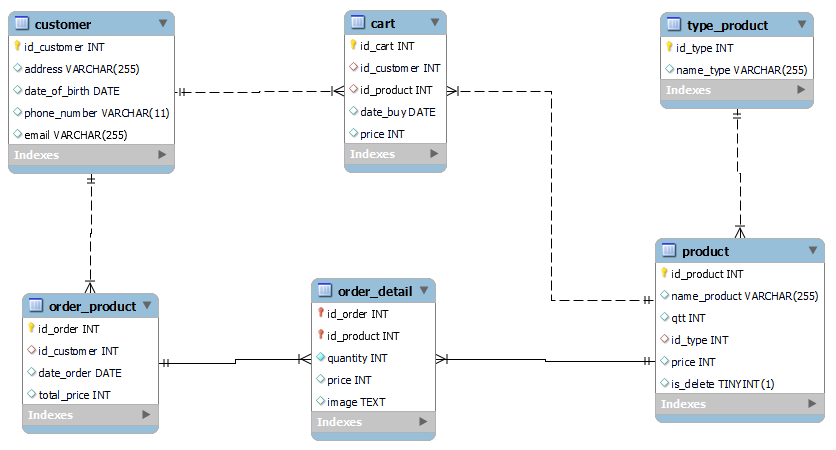 customer
id_customer INT
address VARCHAR(255)
date_of_birth DATE
phone_number VARCHAR(11)
email VARCHAR(255)
Indexes
cart
id_cart INT
id_customer INT
id_product INT
date_buy DATE
price INT
Indexes
type_product
id_type INT
name_type VARCHAR(255)
Indexes
order_product
id_order INT
id_customer INT
date_order DATE
total_price INT
Indexes
order_detail
id_order INT
id_product INT
quantity INT
price INT
image TEXT
Indexes
product
id_product INT
name_product VARCHAR(255)
qtt INT
id_type INT
price INT
is_delete TINYINT(1)
Indexes